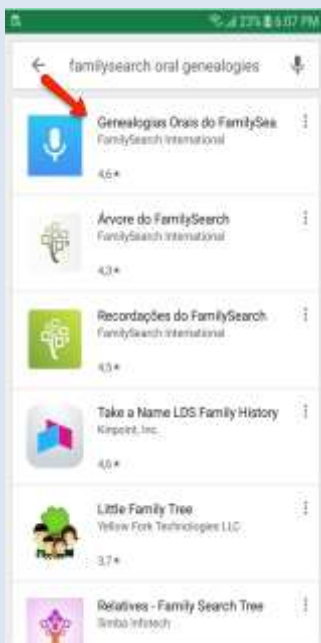 23% 6:07 PM
familysearch oral genealogies
Genealogias Orais do FamilySea
FamilySearch International
4,6★
Árvore do FamilySearch
FamilySearch International
4,3★
Recordações do FamilySearch
FamilySearch International
4,5★
Take a Name LDS Family History
Kinpoint, Inc.
4,6★
Little Family Tree
Yellow Fork Technologies LLC
3,7★
Relatives - Family Search Tree
Simba Infotech